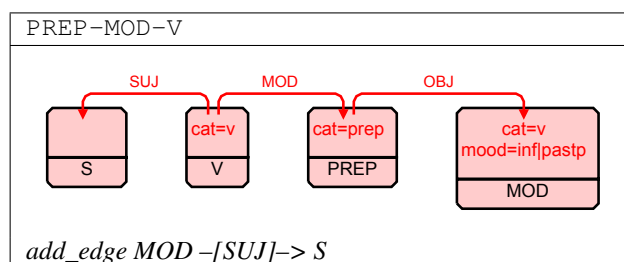 PREP-MOD-V
SUJ MOD OBJ
cat=v cat=prep cat=v
mood=inf|pastp
S V PREP MOD
add_edge MOD –[SUJ]–> S